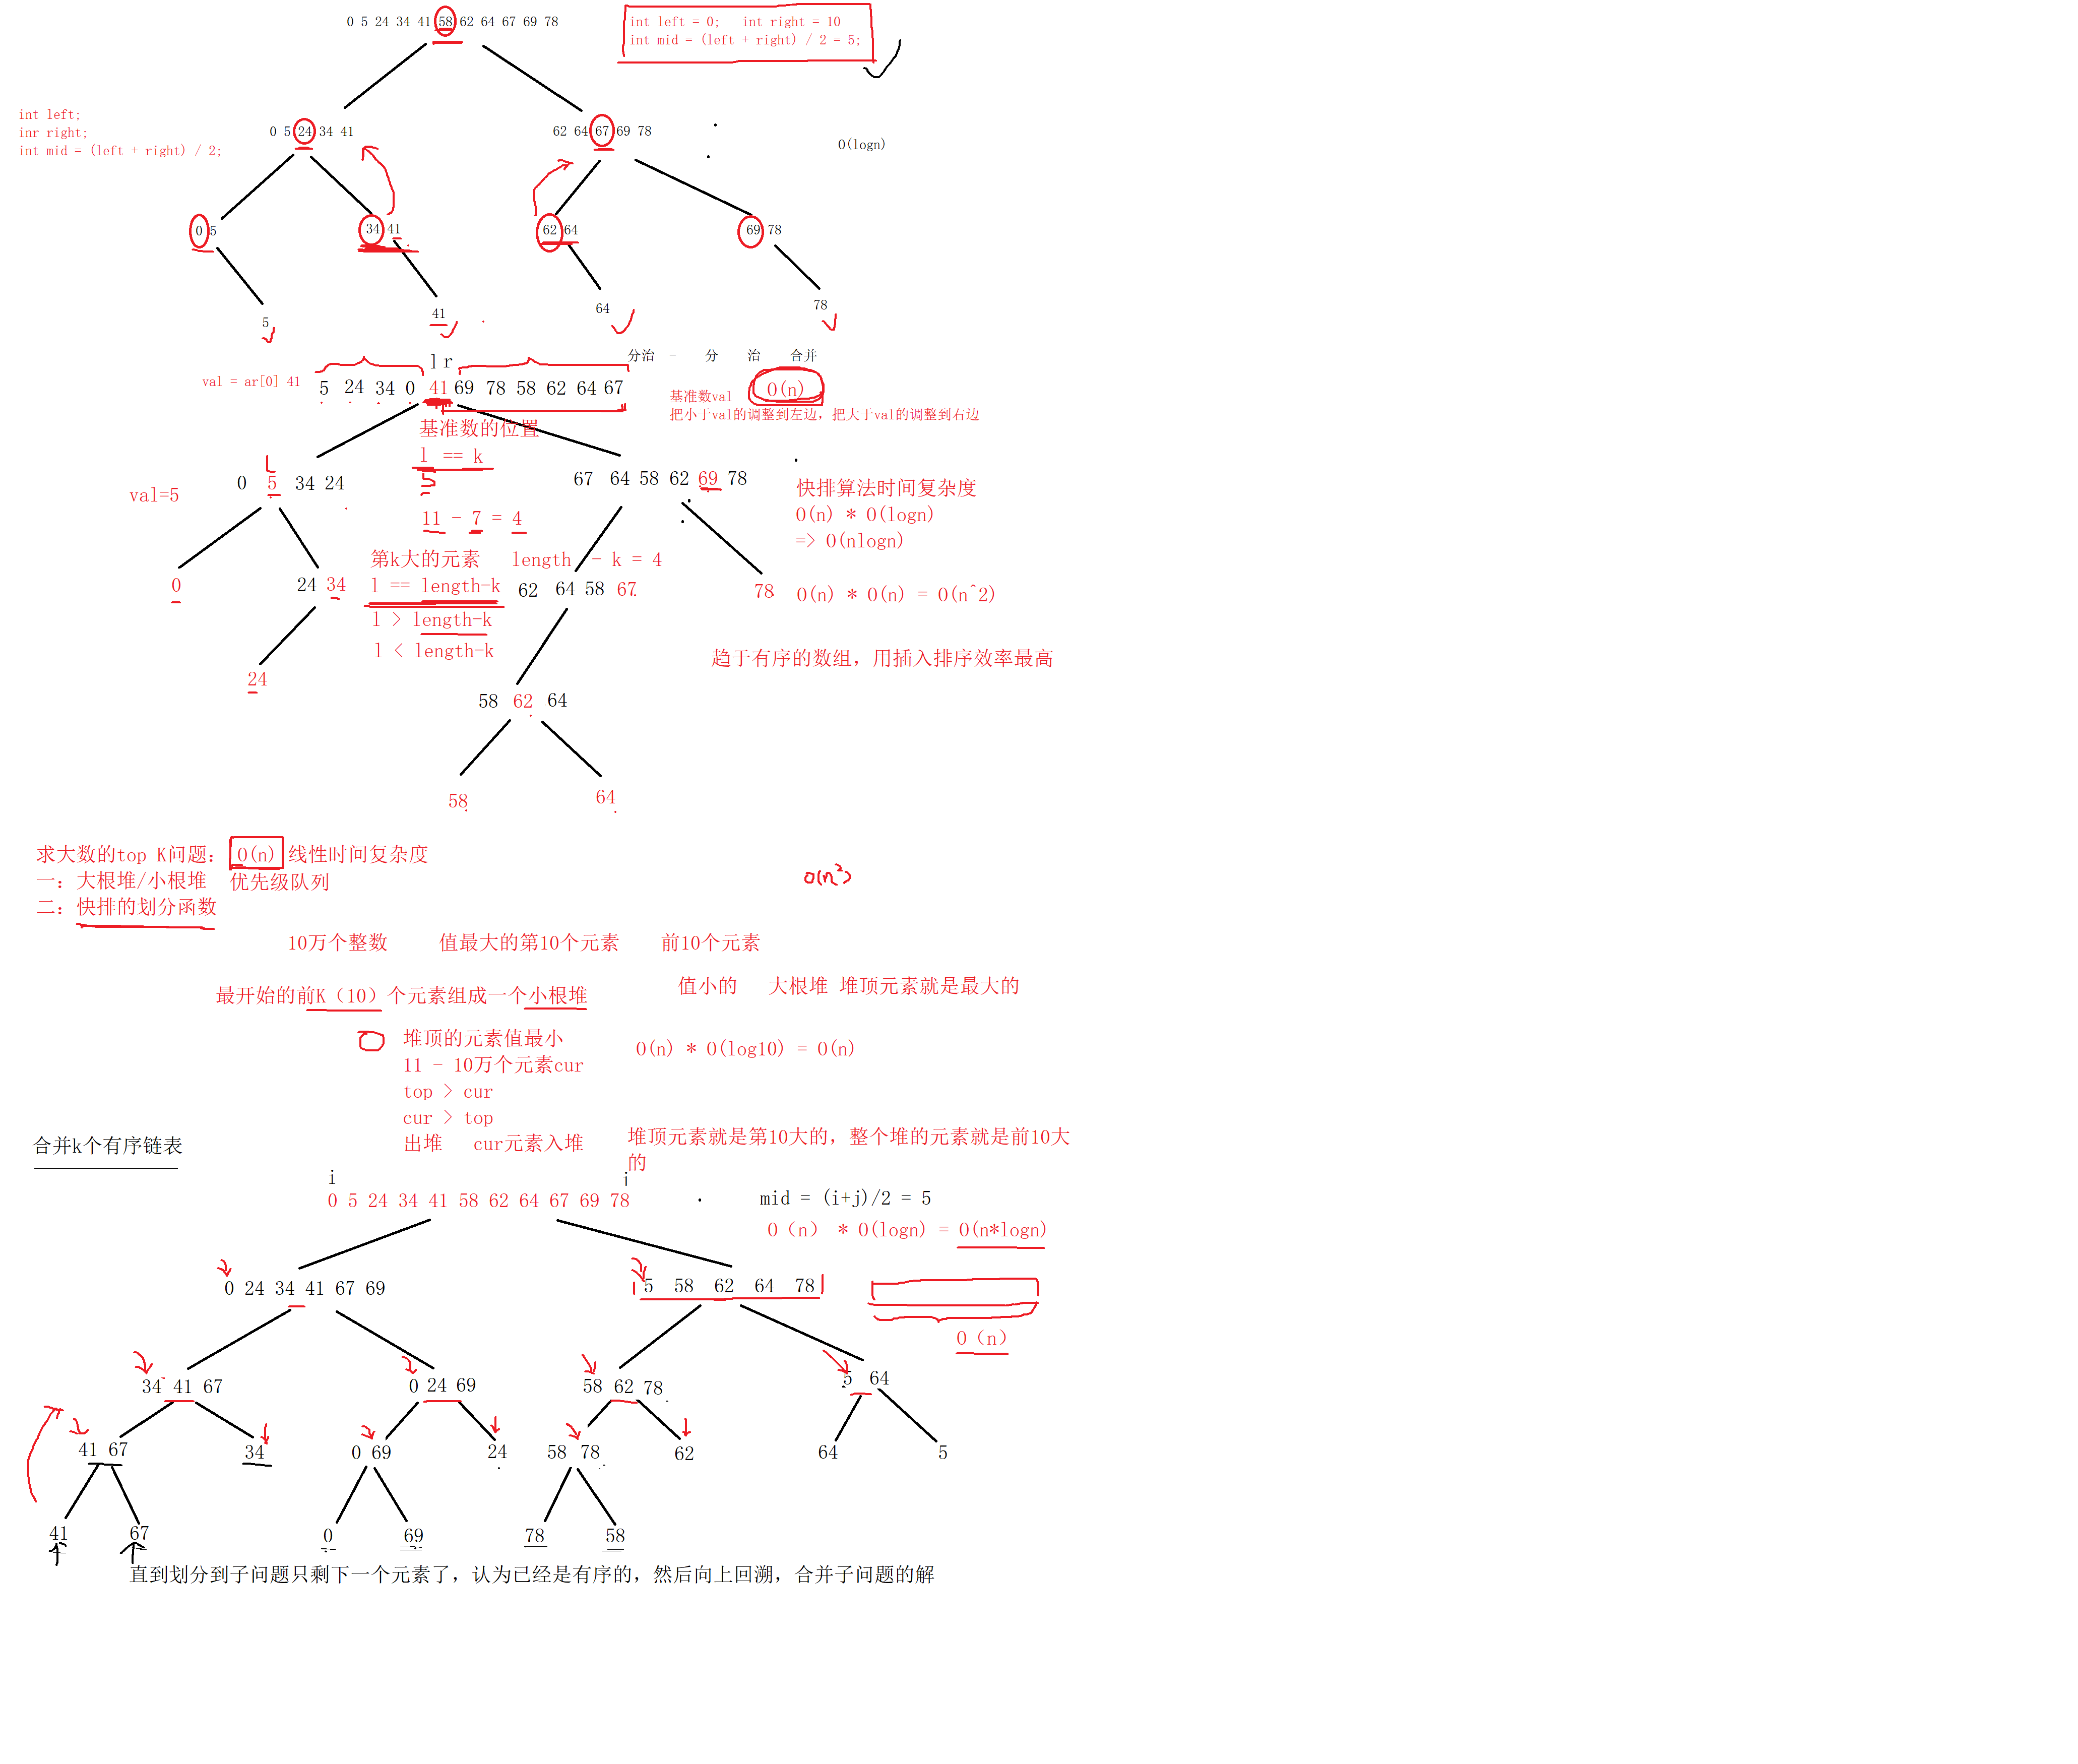 0 5 24 34 41 58 62 64 67 69 78
int left = 0; int right = 10
int mid = (left + right) / 2 = 5;
int left;
inr right;
int mid = (left + right) / 2;
0 5 24 34 41
62 64 67 69 78
O(logn)
0 5
34 41
62 64
69 78
5
41
64
78
分治 - 分 治 合并
l r
val = ar[0] 41
5 24 34 0 41 69 78 58 62 64 67
O(n)
基准数val
把小于val的调整到左边，把大于val的调整到右边
基准数的位置
l == k
5
L
val=5
0 5 34 24
67 64 58 62 69 78
快排算法时间复杂度
O(n) * O(logn)
=> O(nlogn)
11 - 7 = 4
第k大的元素 length - k = 4
0
24 34
l == length-k
62 64 58 67
78
O(n) * O(n) = O(n^2)
l > length-k
l < length-k
趋于有序的数组，用插入排序效率最高
24
58 62 64
58
64
求大数的top K问题： O(n) 线性时间复杂度
一：大根堆/小根堆 优先级队列
二：快排的划分函数
O(n²)
10万个整数 值最大的第10个元素 前10个元素
值小的 大根堆 堆顶元素就是最大的
最开始的前K（10）个元素组成一个小根堆
堆顶的元素值最小
11 - 10万个元素cur
top > cur
cur > top
出堆 cur元素入堆
O(n) * O(log10) = O(n)
堆顶元素就是第10大的，整个堆的元素就是前10大
的
合并k个有序链表
i j
0 5 24 34 41 58 62 64 67 69 78
mid = (i+j)/2 = 5
O（n） * O(logn) = O(n*logn)
0 24 34 41 67 69
5 58 62 64 78
O（n）
34 41 67
0 24 69
58 62 78
5 64
41 67
34
0 69
24
58 78
62
64
5
41
67
0
69
78
58
直到划分到子问题只剩下一个元素了，认为已经是有序的，然后向上回溯，合并子问题的解